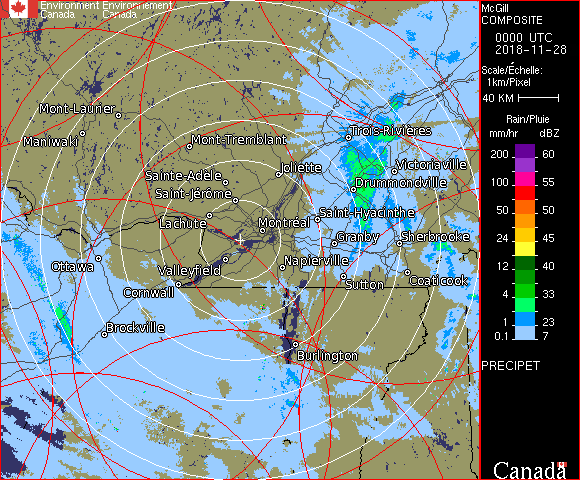 Environment Environnement
Canada Canada
McGill
COMPOSITE
0000 UTC
2018-11-28
Scale/Échelle:
1km/Pixel
40 KM
Rain/Pluie
mm/hr dBZ
200 60
150 57
100 55
50 50
24 45
12 40
4 33
1 23
0.1 7
PRECIPET
Canada
Mont-Laurier
Maniwaki
Mont-Tremblant
Trois-Rivières
Joliette
Victoriaville
Sainte-Adèle
Drummondville
Saint-Jérôme
Saint-Hyacinthe
Lachute
Montréal
Granby
Sherbrooke
Ottawa
Valleyfield
Napierville
Coaticook
Sutton
Cornwall
Brockville
Burlington